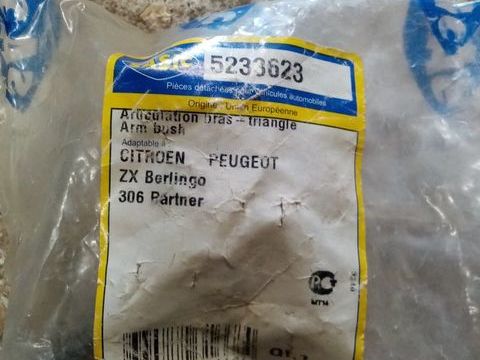 SASIC
5233623
Pièces détachées pour véhicules automobiles
Origine : Union Européenne
Articulation bras - triangle
Arm bush
Adaptable à
CITROEN PEUGEOT
ZX Berlingo
306 Partner